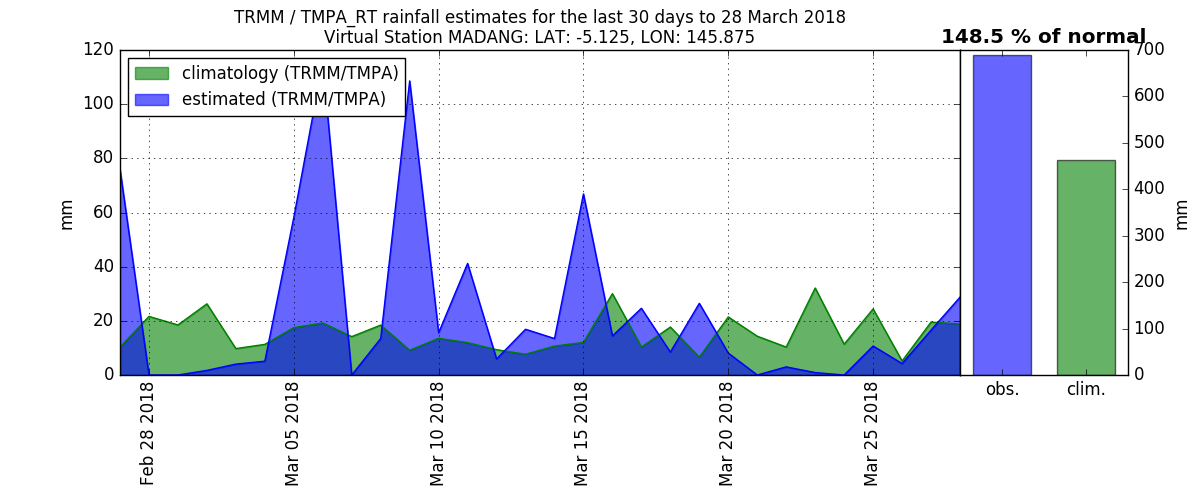 TRMM / TMPA_RT rainfall estimates for the last 30 days to 28 March 2018
Virtual Station MADANG: LAT: -5.125, LON: 145.875
148.5 % of normal
climatology (TRMM/TMPA)
estimated (TRMM/TMPA)
120
100
80
60
40
20
0
mm
Feb 28 2018
Mar 05 2018
Mar 10 2018
Mar 15 2018
Mar 20 2018
Mar 25 2018
700
600
500
400
300
200
100
0
mm
obs.
clim.